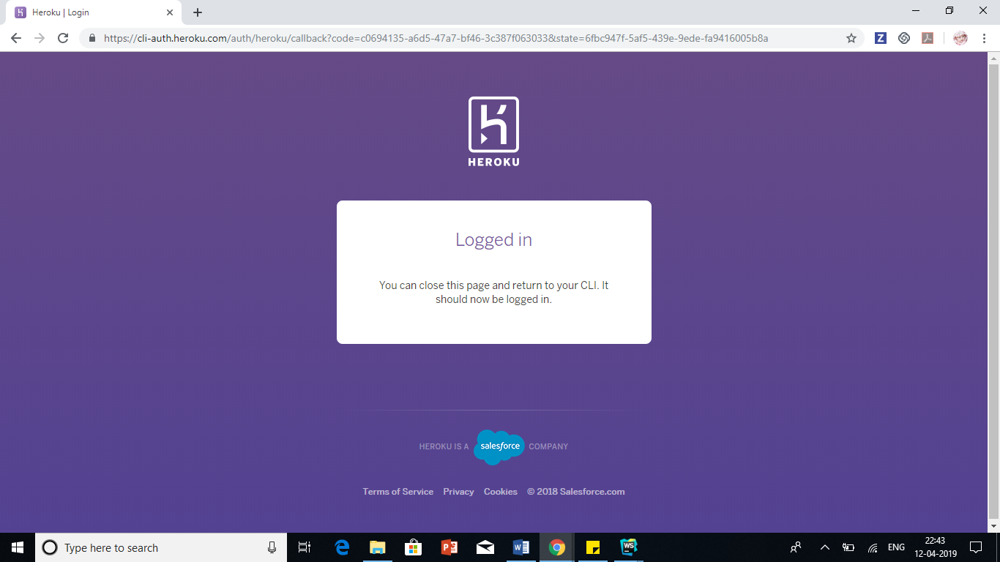 Heroku | Login
https://cli-auth.heroku.com/auth/heroku/callback?code=c0694135-a6d5-47a7-bf46-3c387f063033&state=6fbc947f-5af5-439e-9ede-fa9416005b8a
Z
HEROKU
Logged in
You can close this page and return to your CLI. It
should now be logged in.
HEROKU IS A salesforce COMPANY
Terms of Service Privacy Cookies © 2018 Salesforce.com
Type here to search
P
W
WS
ENG
22:43
12-04-2019